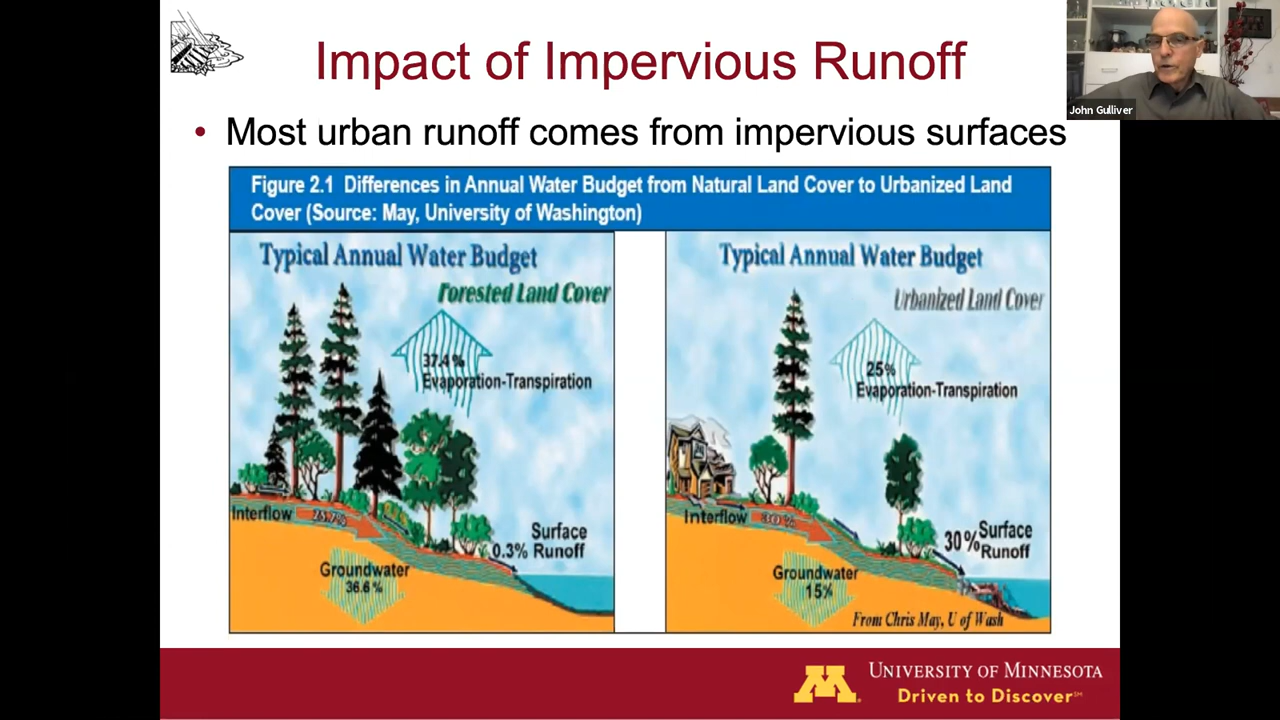 Impact of Impervious Runoff
John Gulliver
• Most urban runoff comes from impervious surfaces
Figure 2.1 Differences in Annual Water Budget from Natural Land Cover to Urbanized Land
Cover (Source: May, University of Washington)
Typical Annual Water Budget
Forested Land Cover
37.4%
Evaporation-Transpiration
Interflow
Surface
0.3% Runoff
Groundwater
36.6%
Typical Annual Water Budget
Urbanized Land Cover
25%
Evaporation-Transpiration
Interflow 30%
30% Surface
Runoff
Groundwater
15%
From Chris May, U of Wash
M
UNIVERSITY OF MINNESOTA
Driven to Discover℠